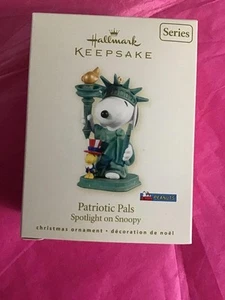 Hallmark
KEEPSAKE
Series
PEANUTS
Patriotic Pals
Spotlight on Snoopy
christmas ornament • décoration de noël